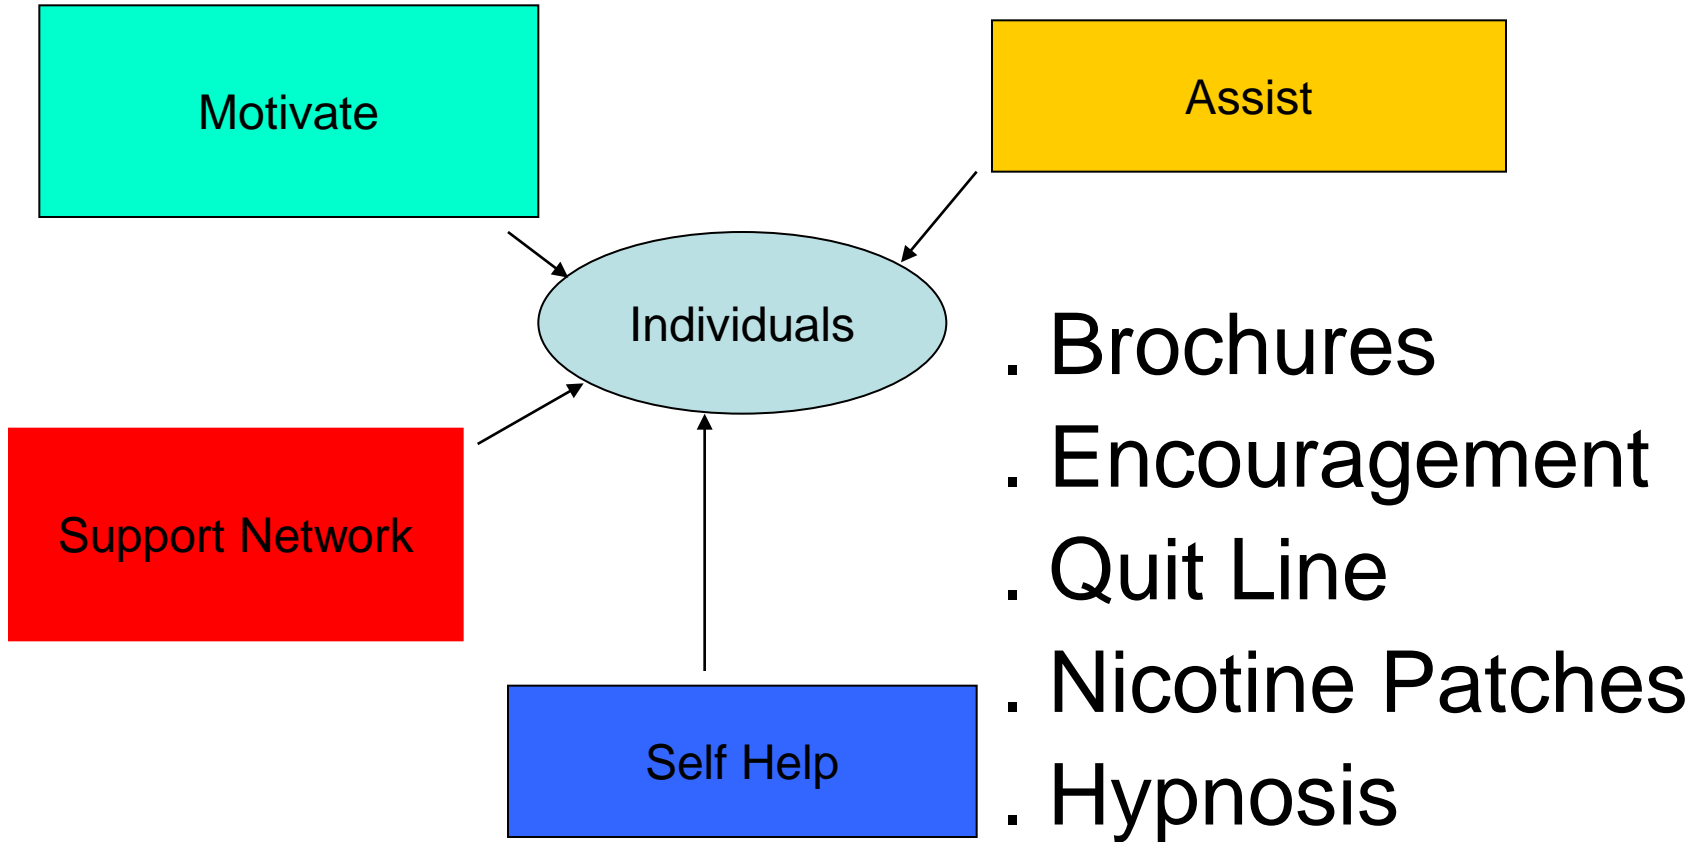 Motivate
Assist
Individuals
Support Network
Self Help
. Brochures
. Encouragement
. Quit Line
. Nicotine Patches
. Hypnosis